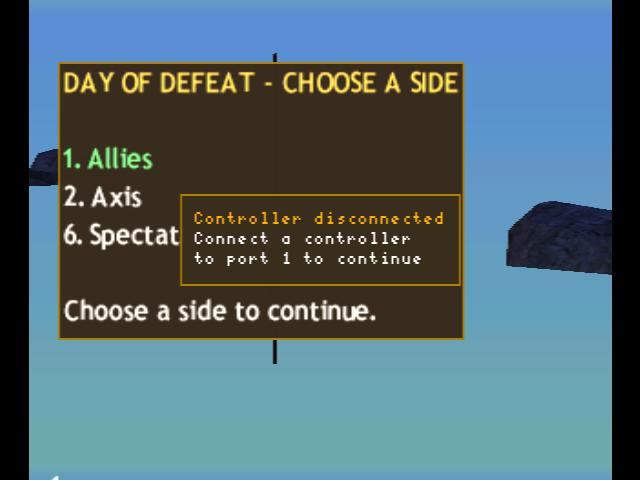 DAY OF DEFEAT - CHOOSE A SIDE
1. Allies
2. Axis
6. Spectat
Controller disconnected
Connect a controller
to port 1 to continue
Choose a side to continue.